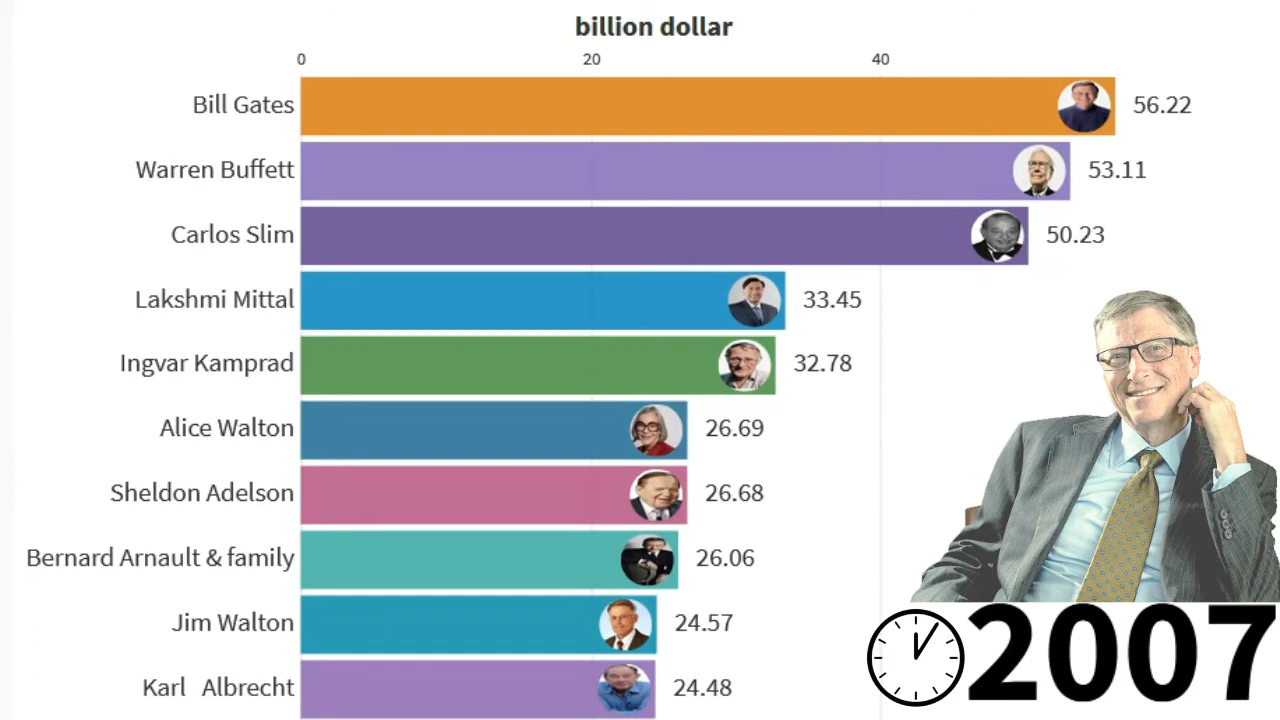 billion dollar
0 20 40
Bill Gates 56.22
Warren Buffett 53.11
Carlos Slim 50.23
Lakshmi Mittal 33.45
Ingvar Kamprad 32.78
Alice Walton 26.69
Sheldon Adelson 26.68
Bernard Arnault & family 26.06
Jim Walton 24.57
Karl Albrecht 24.48
2007